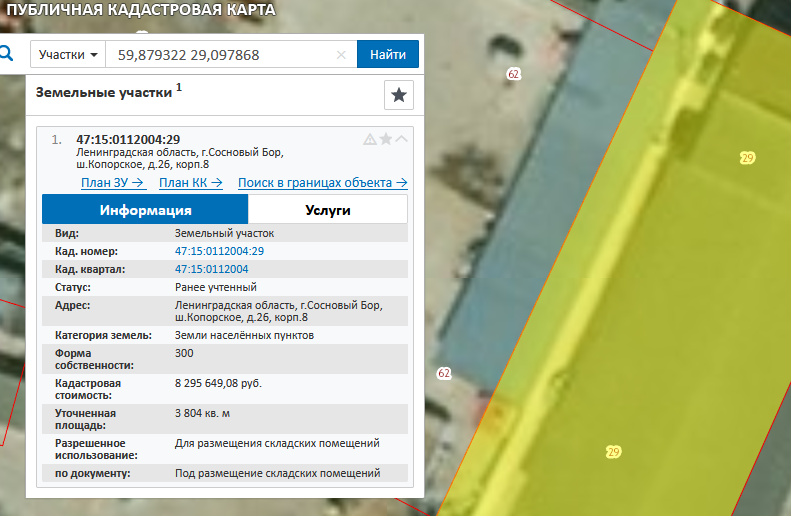 ПУБЛИЧНАЯ КАДАСТРОВАЯ КАРТА
Участки 59,879322 29,097868 × Найти
Земельные участки 1
1. 47:15:0112004:29
Ленинградская область, г.Сосновый Бор,
ш.Копорское, д.26, корп.8
План ЗУ → План КК → Поиск в границах объекта →
Информация Услуги
Вид: Земельный участок
Кад. номер: 47:15:0112004:29
Кад. квартал: 47:15:0112004
Статус: Ранее учтенный
Адрес: Ленинградская область, г.Сосновый Бор,
ш.Копорское, д.26, корп.8
Категория земель: Земли населённых пунктов
Форма 300
собственности:
Кадастровая 8 295 649,08 руб.
стоимость:
Уточненная 3 804 кв. м
площадь:
Разрешенное Для размещения складских помещений
использование:
по документу: Под размещение складских помещений
62
29
62
29